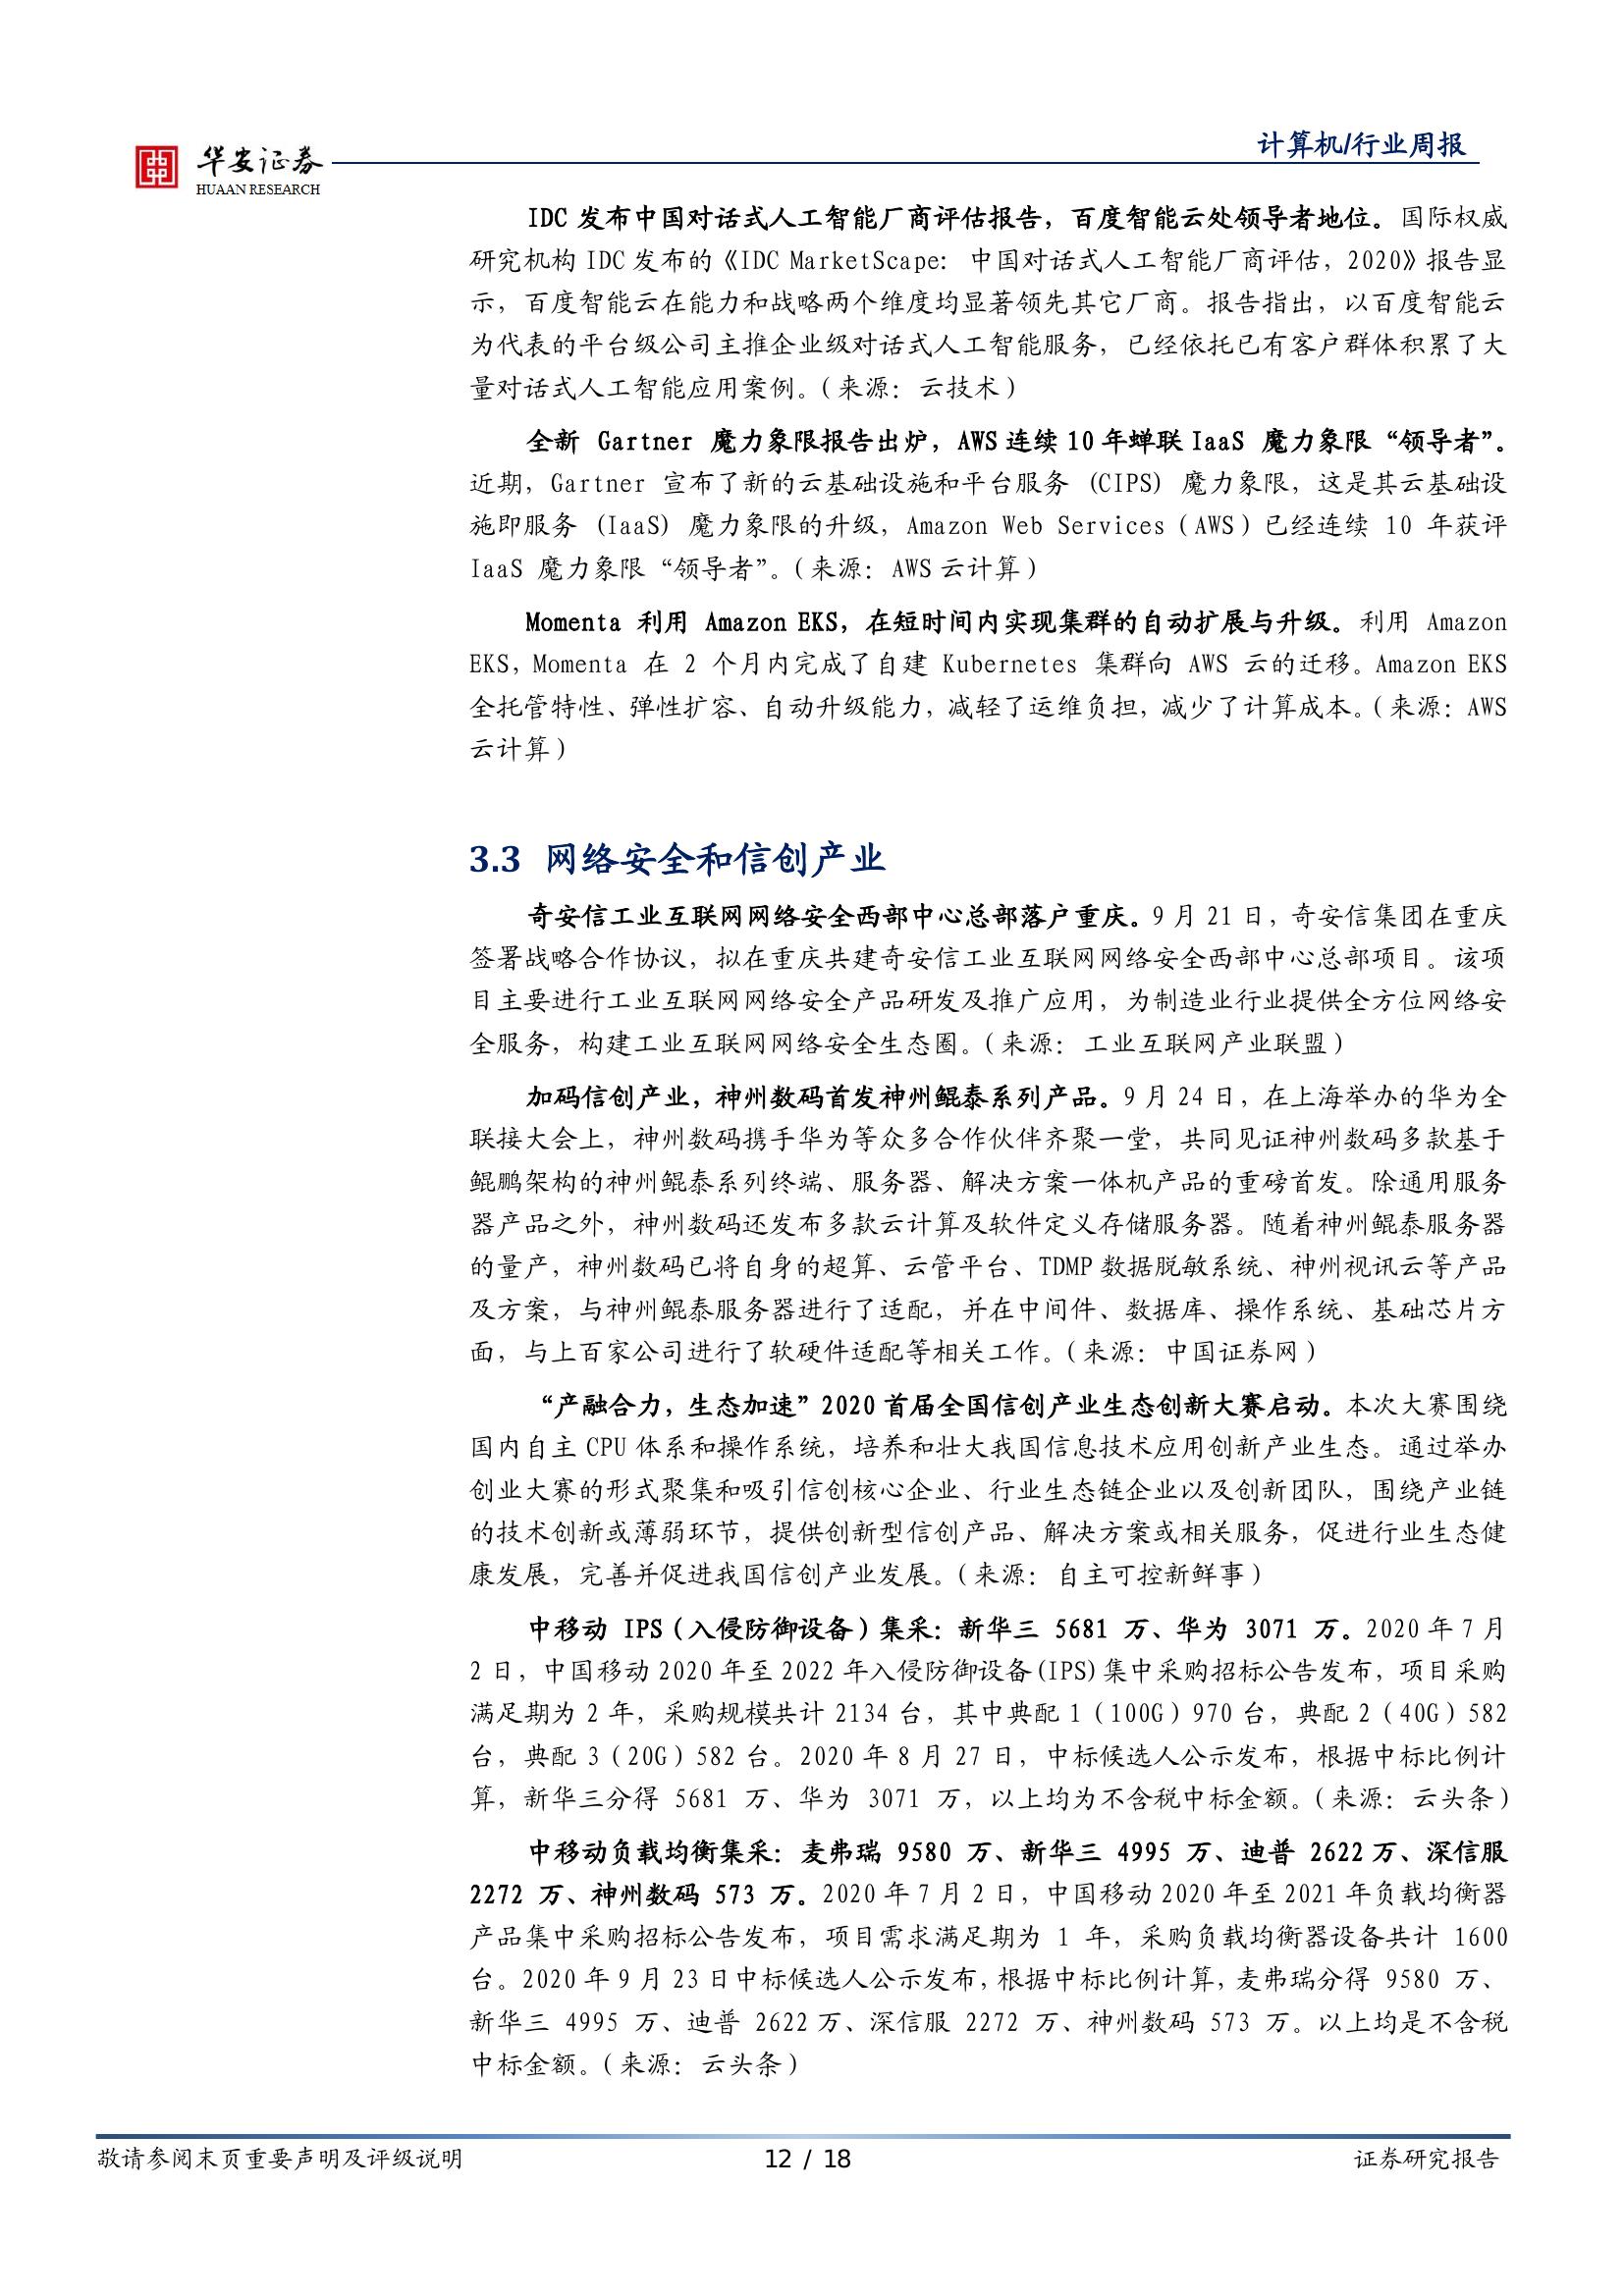 华安证券
HUAAN RESEARCH
计算机/行业周报
IDC 发布中国对话式人工智能厂商评估报告，百度智能云处领导者地位。国际权威
研究机构 IDC 发布的《IDC MarketScape: 中国对话式人工智能厂商评估，2020》报告显
示，百度智能云在能力和战略两个维度均显著领先其它厂商。报告指出，以百度智能云
为代表的平台级公司主推企业级对话式人工智能服务，已经依托已有客户群体积累了大
量对话式人工智能应用案例。（来源：云技术）
全新 Gartner 魔力象限报告出炉，AWS 连续 10 年蝉联 IaaS 魔力象限“领导者”。
近期，Gartner 宣布了新的云基础设施和平台服务 (CIPS) 魔力象限，这是其云基础设
施即服务 (IaaS) 魔力象限的升级，Amazon Web Services（AWS）已经连续 10 年获评
IaaS 魔力象限“领导者”。（来源：AWS 云计算）
Momenta 利用 Amazon EKS，在短时间内实现集群的自动扩展与升级。利用 Amazon
EKS，Momenta 在 2 个月内完成了自建 Kubernetes 集群向 AWS 云的迁移。Amazon EKS
全托管特性、弹性扩容、自动升级能力，减轻了运维负担，减少了计算成本。（来源：AWS
云计算）
3.3 网络安全和信创产业
奇安信工业互联网网络安全西部中心总部落户重庆。9 月 21 日，奇安信集团在重庆
签署战略合作协议，拟在重庆共建奇安信工业互联网网络安全西部中心总部项目。该项
目主要进行工业互联网网络安全产品研发及推广应用，为制造业行业提供全方位网络安
全服务，构建工业互联网网络安全生态圈。（来源：工业互联网产业联盟）
加码信创产业，神州数码首发神州鲲泰系列产品。9 月 24 日，在上海举办的华为全
联接大会上，神州数码携手华为等众多合作伙伴齐聚一堂，共同见证神州数码多款基于
鲲鹏架构的神州鲲泰系列终端、服务器、解决方案一体机产品的重磅首发。除通用服务
器产品之外，神州数码还发布多款云计算及软件定义存储服务器。随着神州鲲泰服务器
的量产，神州数码已将自身的超算、云管平台、TDMP 数据脱敏系统、神州视讯云等产品
及方案，与神州鲲泰服务器进行了适配，并在中间件、数据库、操作系统、基础芯片方
面，与上百家公司进行了软硬件适配等相关工作。（来源：中国证券网）
“产融合力，生态加速”2020 首届全国信创产业生态创新大赛启动。本次大赛围绕
国内自主 CPU 体系和操作系统，培养和壮大我国信息技术应用创新产业生态。通过举办
创业大赛的形式聚集和吸引信创核心企业、行业生态链企业以及创新团队，围绕产业链
的技术创新或薄弱环节，提供创新型信创产品、解决方案或相关服务，促进行业生态健
康发展，完善并促进我国信创产业发展。（来源：自主可控新鲜事）
中移动 IPS（入侵防御设备）集采：新华三 5681 万、华为 3071 万。2020 年 7 月
2 日，中国移动 2020 年至 2022 年入侵防御设备(IPS)集中采购招标公告发布，项目采购
满足期为 2 年，采购规模共计 2134 台，其中典配 1（100G）970 台，典配 2（40G）582
台，典配 3（20G）582 台。2020 年 8 月 27 日，中标候选人公示发布，根据中标比例计
算，新华三分得 5681 万、华为 3071 万，以上均为不含税中标金额。（来源：云头条）
中移动负载均衡集采：麦弗瑞 9580 万、新华三 4995 万、迪普 2622 万、深信服
2272 万、神州数码 573 万。2020 年 7 月 2 日，中国移动 2020 年至 2021 年负载均衡器
产品集中采购招标公告发布，项目需求满足期为 1 年，采购负载均衡器设备共计 1600
台。2020 年 9 月 23 日中标候选人公示发布，根据中标比例计算，麦弗瑞分得 9580 万、
新华三 4995 万、迪普 2622 万、深信服 2272 万、神州数码 573 万。以上均是不含税
中标金额。（来源：云头条）
敬请参阅末页重要声明及评级说明
12 / 18
证券研究报告